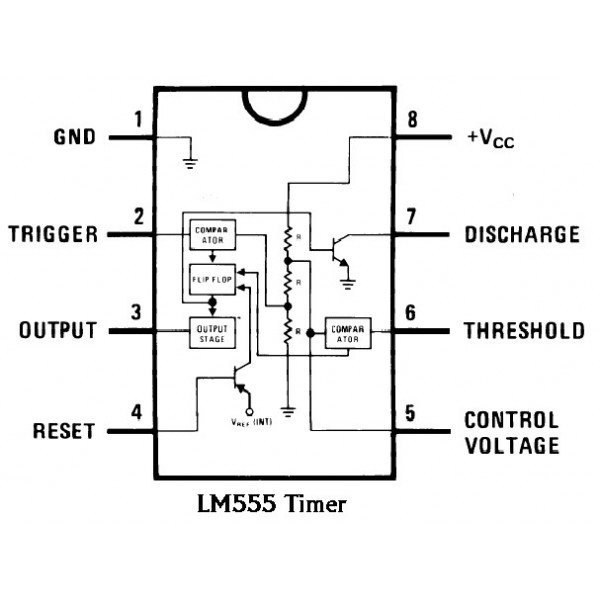 1
8
GND
+VCC
2
7
TRIGGER
COMPAR
ATOR
R
DISCHARGE
FLIP FLOP
R
3
6
OUTPUT
OUTPUT
STAGE
R
COMPAR
ATOR
THRESHOLD
4
5
RESET
VREF (INT)
CONTROL
VOLTAGE
LM555 Timer